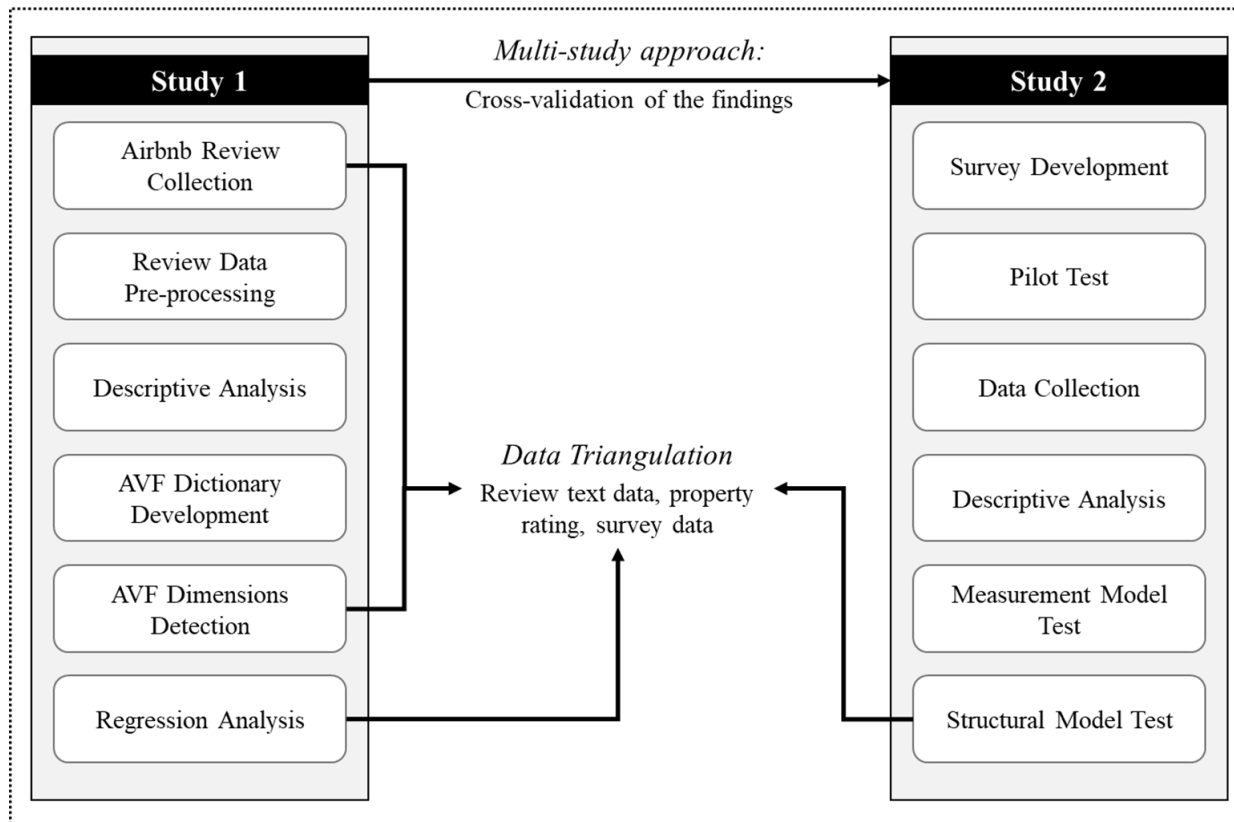 Study 1
Airbnb Review
Collection
Review Data
Pre-processing
Descriptive Analysis
AVF Dictionary
Development
AVF Dimensions
Detection
Regression Analysis
Multi-study approach:
Cross-validation of the findings
Data Triangulation
Review text data, property
rating, survey data
Study 2
Survey Development
Pilot Test
Data Collection
Descriptive Analysis
Measurement Model
Test
Structural Model Test